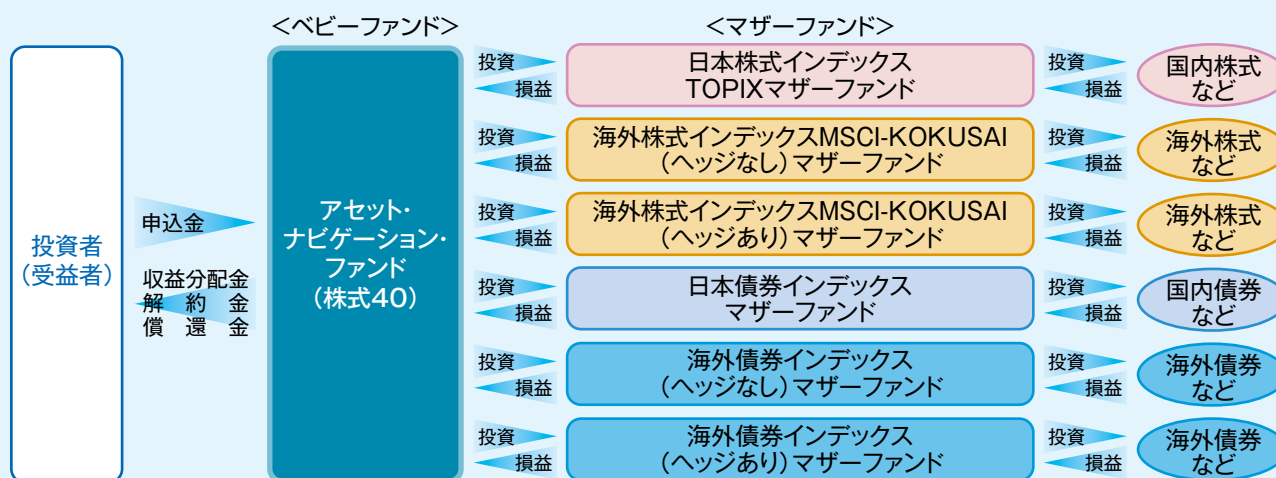 <ベビーファンド>
<マザーファンド>
投資者
(受益者)
申込金
収益分配金
解約金
償還金
アセット・
ナビゲーション・
ファンド
(株式40)
投資
損益
日本株式インデックス
TOPIXマザーファンド
投資
損益
国内株式
など
投資
損益
海外株式インデックスMSCI-KOKUSAI
(ヘッジなし)マザーファンド
投資
損益
海外株式
など
投資
損益
海外株式インデックスMSCI-KOKUSAI
(ヘッジあり)マザーファンド
投資
損益
海外株式
など
投資
損益
日本債券インデックス
マザーファンド
投資
損益
国内債券
など
投資
損益
海外債券インデックス
(ヘッジなし)マザーファンド
投資
損益
海外債券
など
投資
損益
海外債券インデックス
(ヘッジあり)マザーファンド
投資
損益
海外債券
など